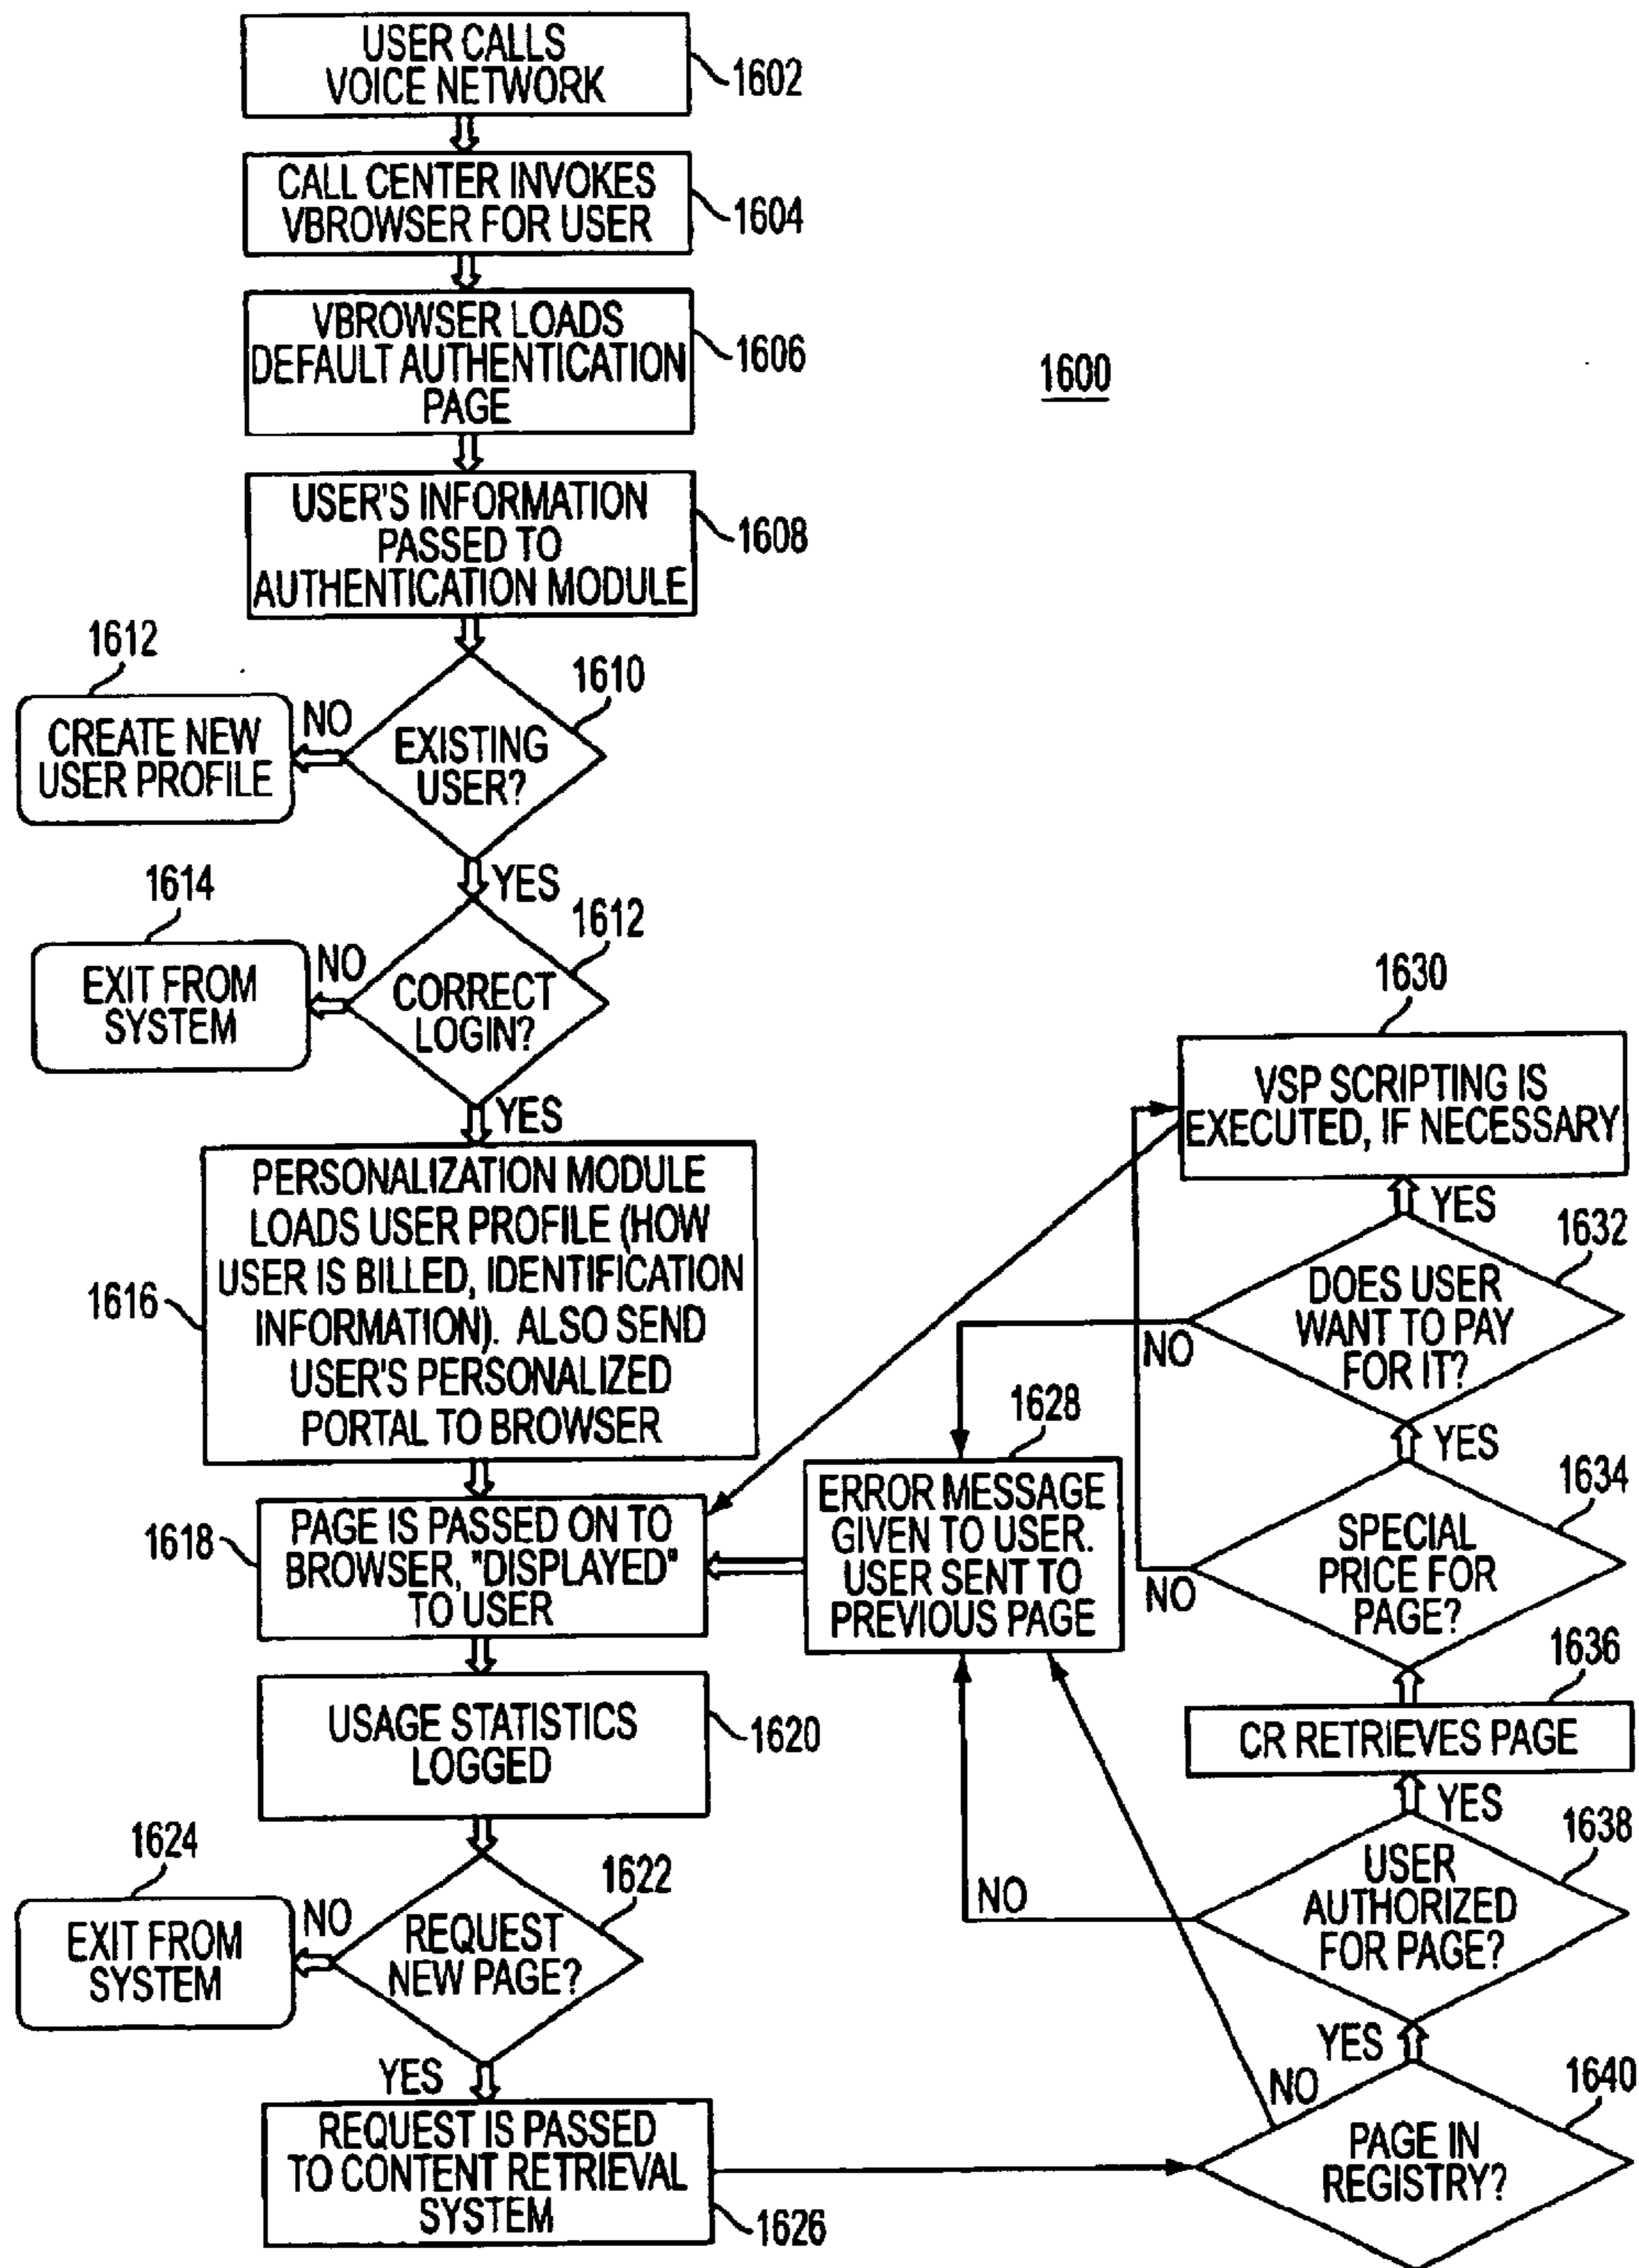 USER CALLS
VOICE NETWORK
1602
CALL CENTER INVOKES
VBROWSER FOR USER
1604
VBROWSER LOADS
DEFAULT AUTHENTICATION
PAGE
1606
1600
USER'S INFORMATION
PASSED TO
AUTHENTICATION MODULE
1608
1612
CREATE NEW
USER PROFILE
NO
1610
EXISTING
USER?
YES
1614
EXIT FROM
SYSTEM
NO
1612
CORRECT
LOGIN?
YES
PERSONALIZATION MODULE
LOADS USER PROFILE (HOW
USER IS BILLED, IDENTIFICATION
INFORMATION). ALSO SEND
USER'S PERSONALIZED
PORTAL TO BROWSER
1616
PAGE IS PASSED ON TO
BROWSER, "DISPLAYED"
TO USER
1618
USAGE STATISTICS
LOGGED
1620
1624
EXIT FROM
SYSTEM
NO
1622
REQUEST
NEW PAGE?
YES
REQUEST IS PASSED
TO CONTENT RETRIEVAL
SYSTEM
1626
1630
VSP SCRIPTING IS
EXECUTED, IF NECESSARY
YES
1632
DOES USER
WANT TO PAY
FOR IT?
NO
1628
ERROR MESSAGE
GIVEN TO USER.
USER SENT TO
PREVIOUS PAGE
YES
1634
SPECIAL
PRICE FOR
PAGE?
NO
1636
CR RETRIEVES PAGE
YES
1638
USER
AUTHORIZED
FOR PAGE?
NO
YES
NO
1640
PAGE IN
REGISTRY?